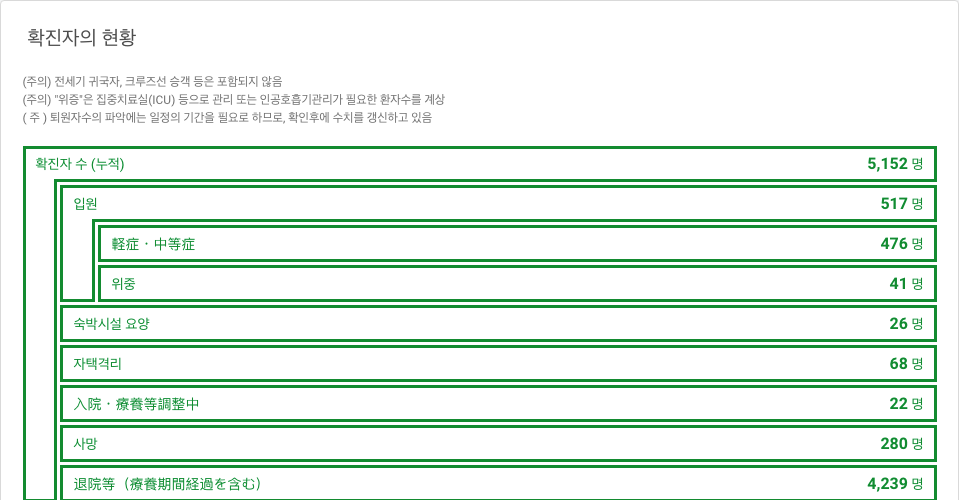 확진자의 현황
(주의) 전세기 귀국자, 크루즈선 승객 등은 포함되지 않음
(주의) "위증"은 집중치료실(ICU) 등으로 관리 또는 인공호흡기관리가 필요한 환자수를 계상
( 주 ) 퇴원자수의 파악에는 일정의 기간을 필요로 하므로, 확인후에 수치를 갱신하고 있음
확진자 수 (누적) 5,152 명
입원 517 명
軽症・中等症 476 명
위중 41 명
숙박시설 요양 26 명
자택격리 68 명
入院・療養等調整中 22 명
사망 280 명
退院等（療養期間経過を含む） 4,239 명